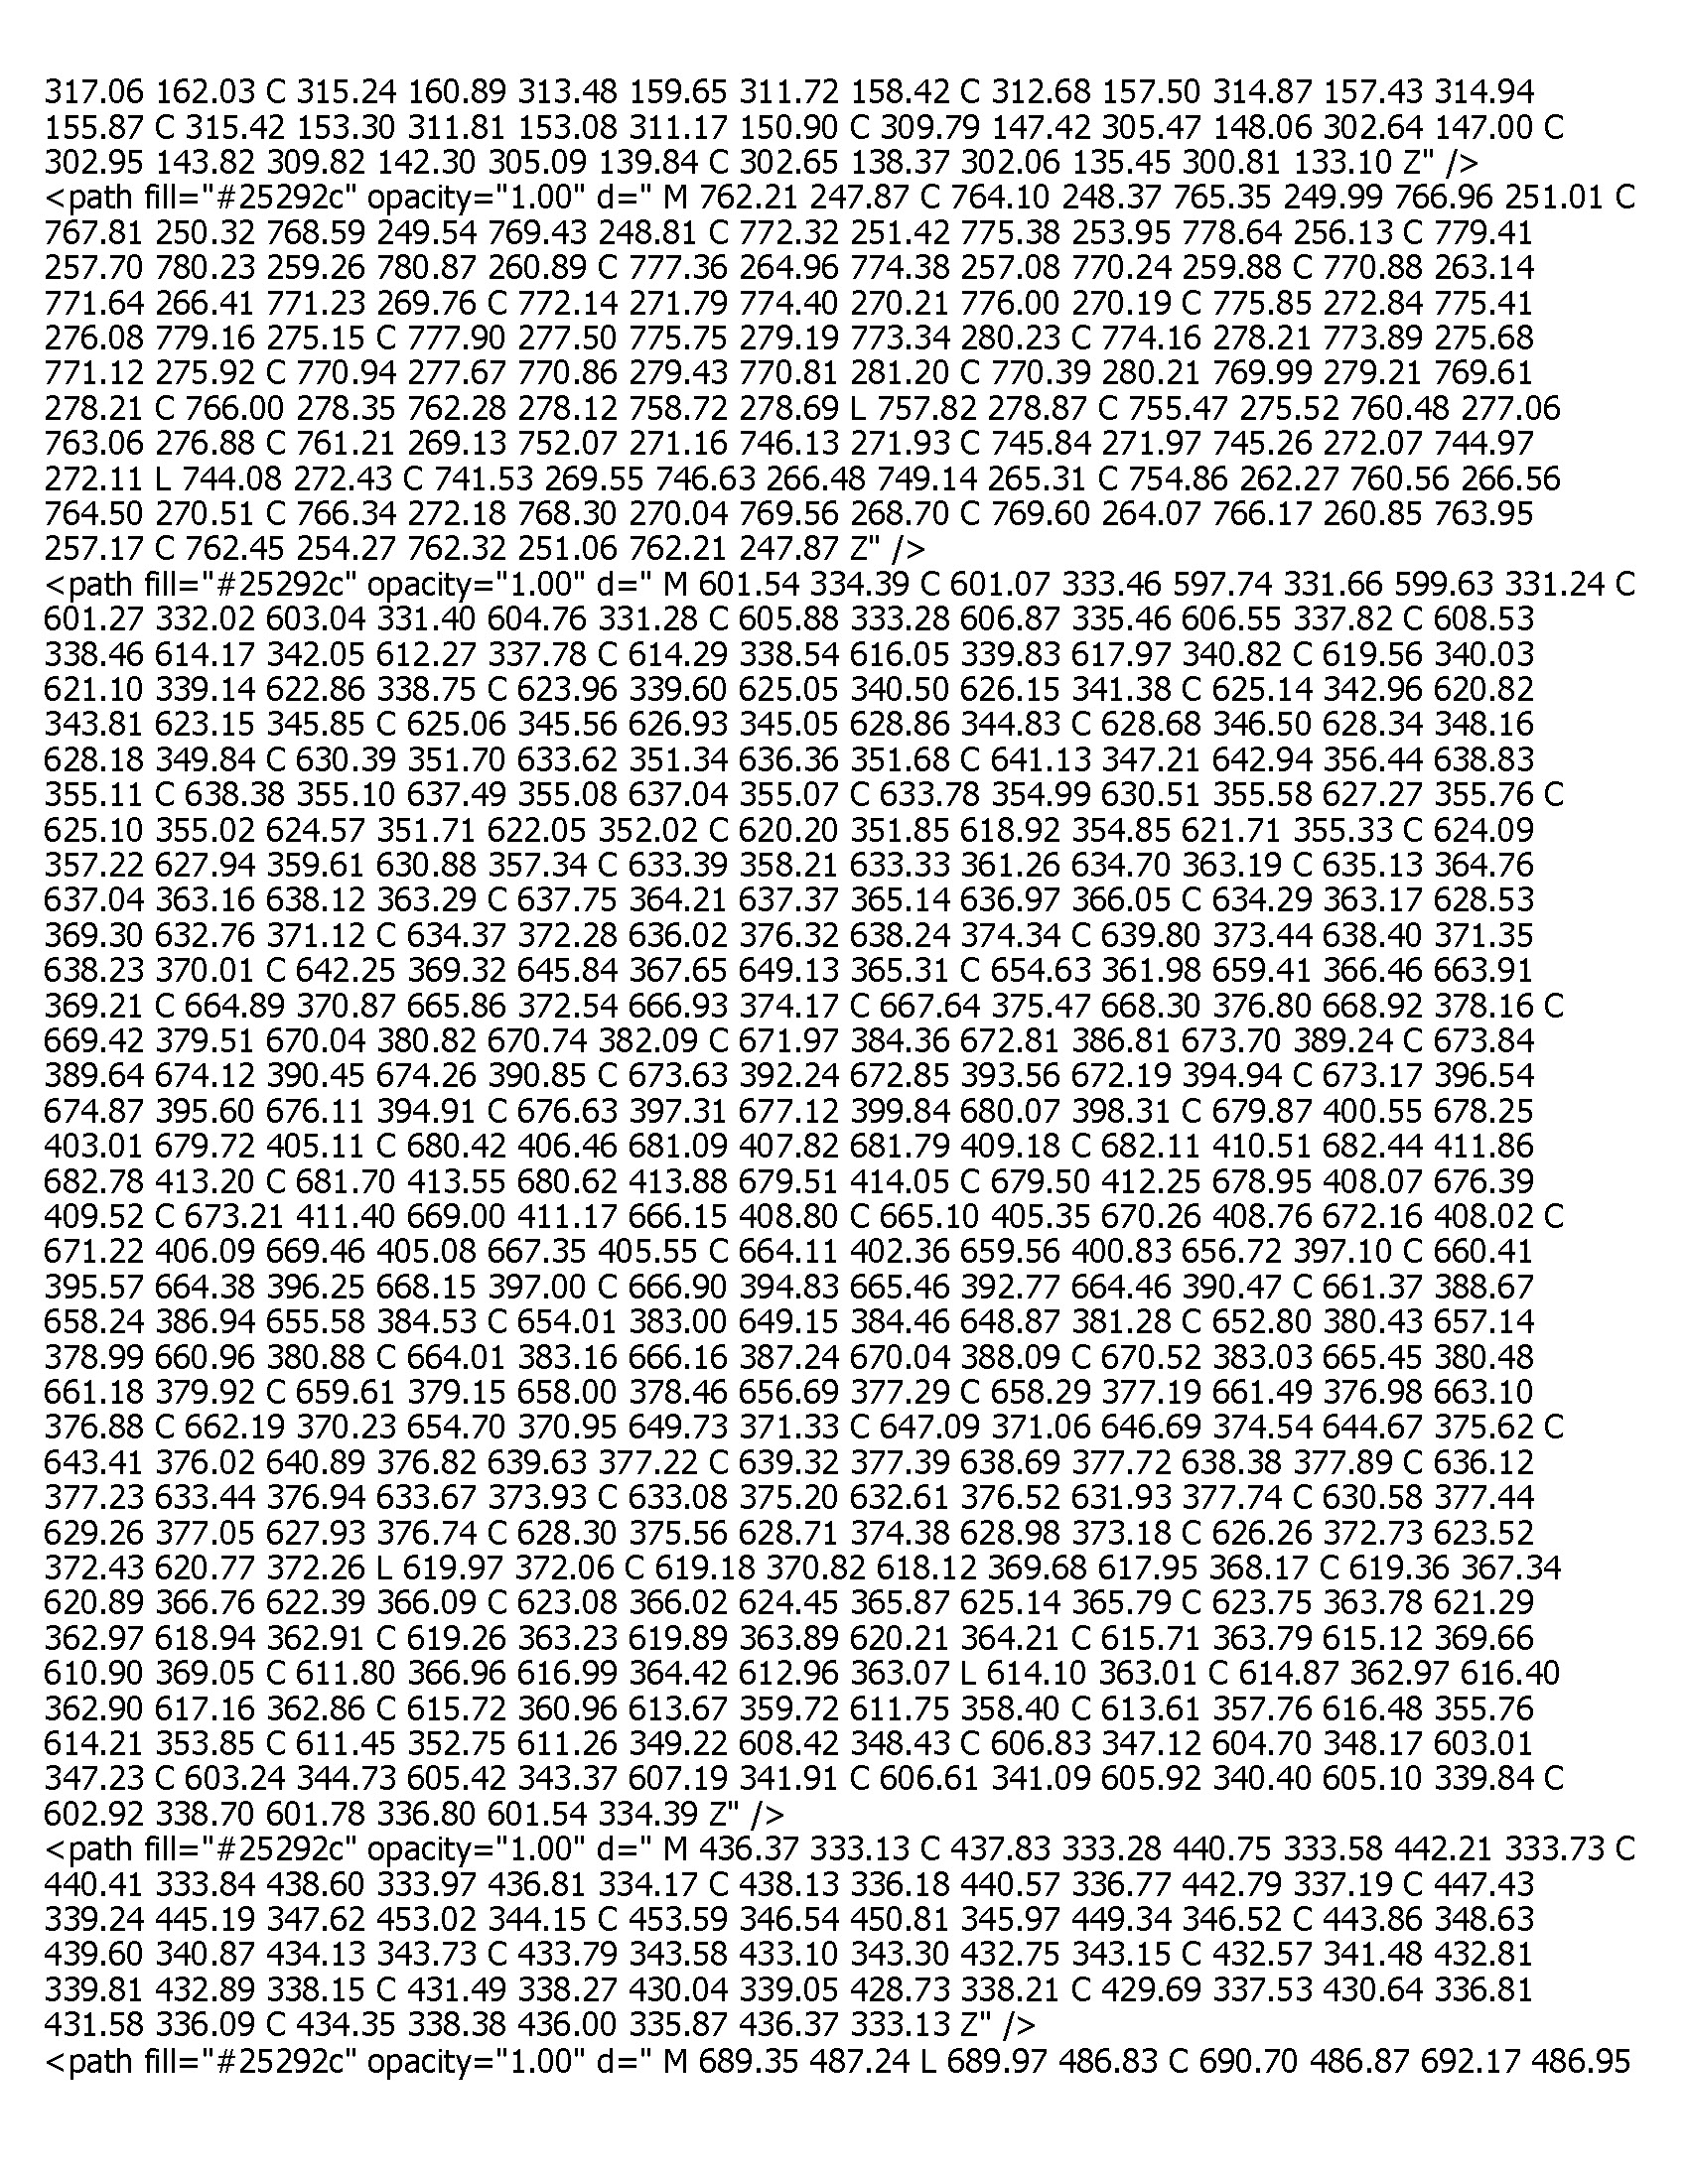 317.06 162.03 C 315.24 160.89 313.48 159.65 311.72 158.42 C 312.68 157.50 314.87 157.43 314.94
155.87 C 315.42 153.30 311.81 153.08 311.17 150.90 C 309.79 147.42 305.47 148.06 302.64 147.00 C
302.95 143.82 309.82 142.30 305.09 139.84 C 302.65 138.37 302.06 135.45 300.81 133.10 Z" />
<path fill="#25292c" opacity="1.00" d=" M 762.21 247.87 C 764.10 248.37 765.35 249.99 766.96 251.01 C
767.81 250.32 768.59 249.54 769.43 248.81 C 772.32 251.42 775.38 253.95 778.64 256.13 C 779.41
257.70 780.23 259.26 780.87 260.89 C 777.36 264.96 774.38 257.08 770.24 259.88 C 770.88 263.14
771.64 266.41 771.23 269.76 C 772.14 271.79 774.40 270.21 776.00 270.19 C 775.85 272.84 775.41
276.08 779.16 275.15 C 777.90 277.50 775.75 279.19 773.34 280.23 C 774.16 278.21 773.89 275.68
771.12 275.92 C 770.94 277.67 770.86 279.43 770.81 281.20 C 770.39 280.21 769.99 279.21 769.61
278.21 C 766.00 278.35 762.28 278.12 758.72 278.69 L 757.82 278.87 C 755.47 275.52 760.48 277.06
763.06 276.88 C 761.21 269.13 752.07 271.16 746.13 271.93 C 745.84 271.97 745.26 272.07 744.97
272.11 L 744.08 272.43 C 741.53 269.55 746.63 266.48 749.14 265.31 C 754.86 262.27 760.56 266.56
764.50 270.51 C 766.34 272.18 768.30 270.04 769.56 268.70 C 769.60 264.07 766.17 260.85 763.95
257.17 C 762.45 254.27 762.32 251.06 762.21 247.87 Z" />
<path fill="#25292c" opacity="1.00" d=" M 601.54 334.39 C 601.07 333.46 597.74 331.66 599.63 331.24 C
601.27 332.02 603.04 331.40 604.76 331.28 C 605.88 333.28 606.87 335.46 606.55 337.82 C 608.53
338.46 614.17 342.05 612.27 337.78 C 614.29 338.54 616.05 339.83 617.97 340.82 C 619.56 340.03
621.10 339.14 622.86 338.75 C 623.96 339.60 625.05 340.50 626.15 341.38 C 625.14 342.96 620.82
343.81 623.15 345.85 C 625.06 345.56 626.93 345.05 628.86 344.83 C 628.68 346.50 628.34 348.16
628.18 349.84 C 630.39 351.70 633.62 351.34 636.36 351.68 C 641.13 347.21 642.94 356.44 638.83
355.11 C 638.38 355.10 637.49 355.08 637.04 355.07 C 633.78 354.99 630.51 355.58 627.27 355.76 C
625.10 355.02 624.57 351.71 622.05 352.02 C 620.20 351.85 618.92 354.85 621.71 355.33 C 624.09
357.22 627.94 359.61 630.88 357.34 C 633.39 358.21 633.33 361.26 634.70 363.19 C 635.13 364.76
637.04 363.16 638.12 363.29 C 637.75 364.21 637.37 365.14 636.97 366.05 C 634.29 363.17 628.53
369.30 632.76 371.12 C 634.37 372.28 636.02 376.32 638.24 374.34 C 639.80 373.44 638.40 371.35
638.23 370.01 C 642.25 369.32 645.84 367.65 649.13 365.31 C 654.63 361.98 659.41 366.46 663.91
369.21 C 664.89 370.87 665.86 372.54 666.93 374.17 C 667.64 375.47 668.30 376.80 668.92 378.16 C
669.42 379.51 670.04 380.82 670.74 382.09 C 671.97 384.36 672.81 386.81 673.70 389.24 C 673.84
389.64 674.12 390.45 674.26 390.85 C 673.63 392.24 672.85 393.56 672.19 394.94 C 673.17 396.54
674.87 395.60 676.11 394.91 C 676.63 397.31 677.12 399.84 680.07 398.31 C 679.87 400.55 678.25
403.01 679.72 405.11 C 680.42 406.46 681.09 407.82 681.79 409.18 C 682.11 410.51 682.44 411.86
682.78 413.20 C 681.70 413.55 680.62 413.88 679.51 414.05 C 679.50 412.25 678.95 408.07 676.39
409.52 C 673.21 411.40 669.00 411.17 666.15 408.80 C 665.10 405.35 670.26 408.76 672.16 408.02 C
671.22 406.09 669.46 405.08 667.35 405.55 C 664.11 402.36 659.56 400.83 656.72 397.10 C 660.41
395.57 664.38 396.25 668.15 397.00 C 666.90 394.83 665.46 392.77 664.46 390.47 C 661.37 388.67
658.24 386.94 655.58 384.53 C 654.01 383.00 649.15 384.46 648.87 381.28 C 652.80 380.43 657.14
378.99 660.96 380.88 C 664.01 383.16 666.16 387.24 670.04 388.09 C 670.52 383.03 665.45 380.48
661.18 379.92 C 659.61 379.15 658.00 378.46 656.69 377.29 C 658.29 377.19 661.49 376.98 663.10
376.88 C 662.19 370.23 654.70 370.95 649.73 371.33 C 647.09 371.06 646.69 374.54 644.67 375.62 C
643.41 376.02 640.89 376.82 639.63 377.22 C 639.32 377.39 638.69 377.72 638.38 377.89 C 636.12
377.23 633.44 376.94 633.67 373.93 C 633.08 375.20 632.61 376.52 631.93 377.74 C 630.58 377.44
629.26 377.05 627.93 376.74 C 628.30 375.56 628.71 374.38 628.98 373.18 C 626.26 372.73 623.52
372.43 620.77 372.26 L 619.97 372.06 C 619.18 370.82 618.12 369.68 617.95 368.17 C 619.36 367.34
620.89 366.76 622.39 366.09 C 623.08 366.02 624.45 365.87 625.14 365.79 C 623.75 363.78 621.29
362.97 618.94 362.91 C 619.26 363.23 619.89 363.89 620.21 364.21 C 615.71 363.79 615.12 369.66
610.90 369.05 C 611.80 366.96 616.99 364.42 612.96 363.07 L 614.10 363.01 C 614.87 362.97 616.40
362.90 617.16 362.86 C 615.72 360.96 613.67 359.72 611.75 358.40 C 613.61 357.76 616.48 355.76
614.21 353.85 C 611.45 352.75 611.26 349.22 608.42 348.43 C 606.83 347.12 604.70 348.17 603.01
347.23 C 603.24 344.73 605.42 343.37 607.19 341.91 C 606.61 341.09 605.92 340.40 605.10 339.84 C
602.92 338.70 601.78 336.80 601.54 334.39 Z" />
<path fill="#25292c" opacity="1.00" d=" M 436.37 333.13 C 437.83 333.28 440.75 333.58 442.21 333.73 C
440.41 333.84 438.60 333.97 436.81 334.17 C 438.13 336.18 440.57 336.77 442.79 337.19 C 447.43
339.24 445.19 347.62 453.02 344.15 C 453.59 346.54 450.81 345.97 449.34 346.52 C 443.86 348.63
439.60 340.87 434.13 343.73 C 433.79 343.58 433.10 343.30 432.75 343.15 C 432.57 341.48 432.81
339.81 432.89 338.15 C 431.49 338.27 430.04 339.05 428.73 338.21 C 429.69 337.53 430.64 336.81
431.58 336.09 C 434.35 338.38 436.00 335.87 436.37 333.13 Z" />
<path fill="#25292c" opacity="1.00" d=" M 689.35 487.24 L 689.97 486.83 C 690.70 486.87 692.17 486.95